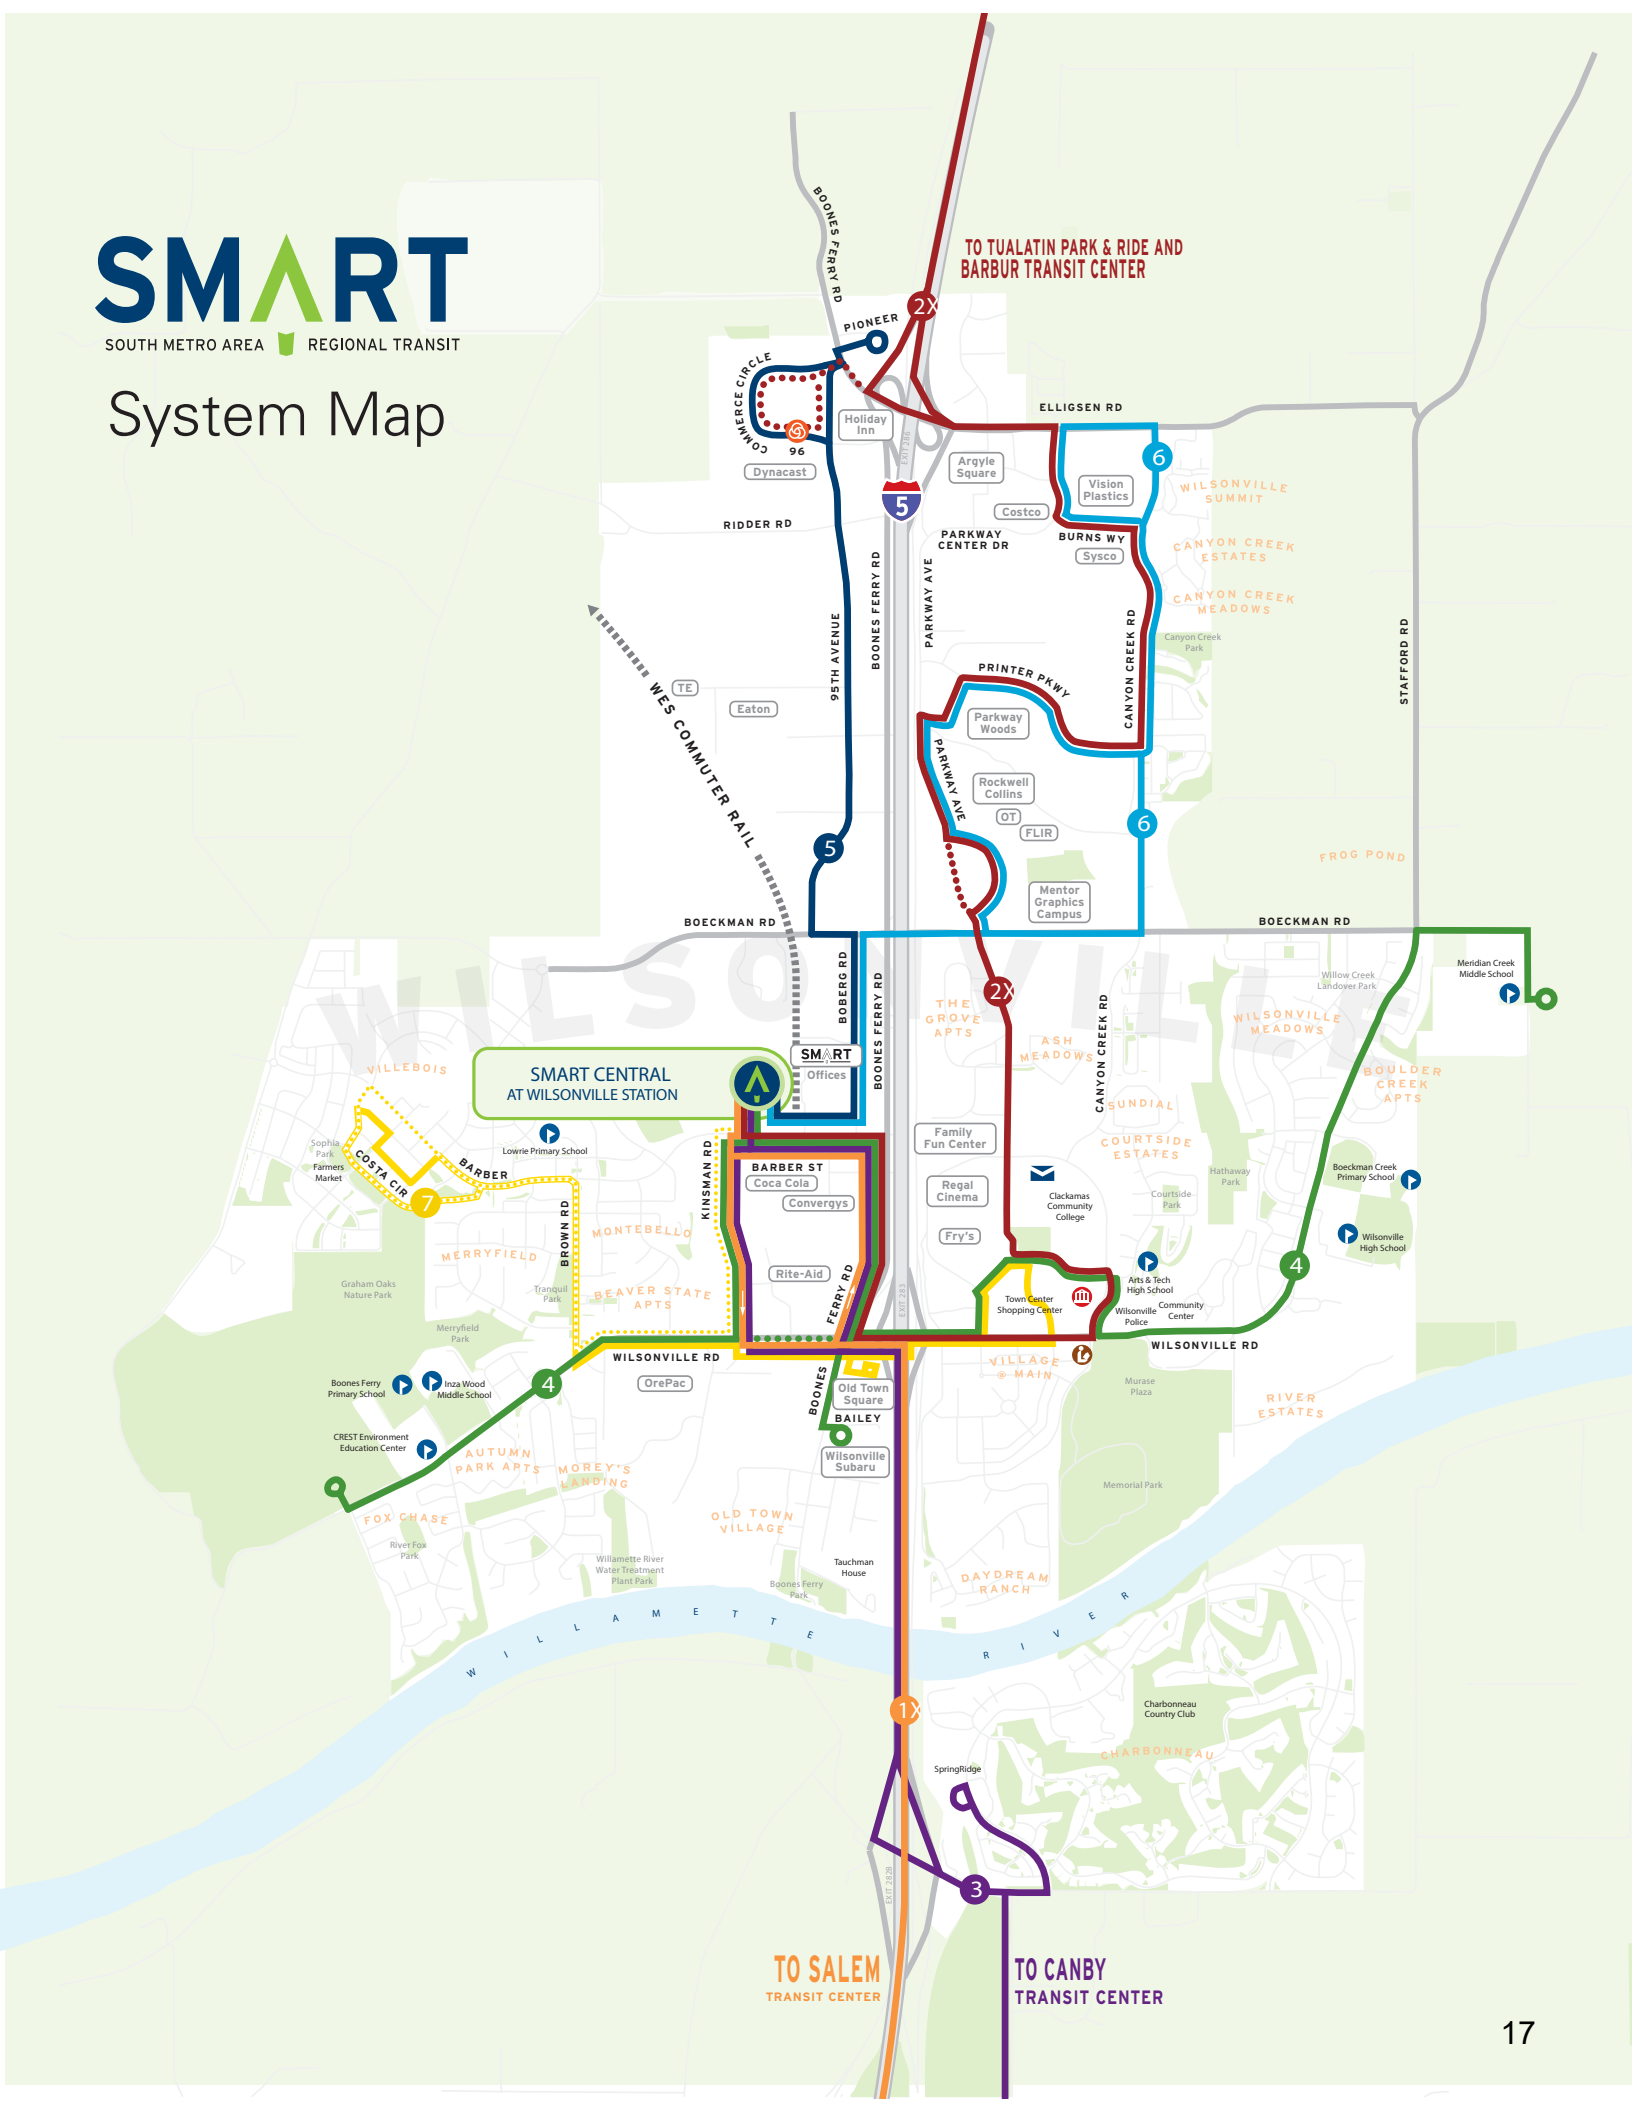 SMART
SOUTH METRO AREA REGIONAL TRANSIT
System Map
BOONES FERRY RD
TO TUALATIN PARK & RIDE AND
BARBUR TRANSIT CENTER
2X
PIONEER
COMMERCE CIRCLE
96
Dynacast
Holiday
Inn
EXIT 286
ELLIGSEN RD
Argyle
Square
6
Vision
Plastics
WILSONVILLE
SUMMIT
5
Costco
RIDDER RD
PARKWAY
CENTER DR
BURNS WY
Sysco
CANYON CREEK
ESTATES
CANYON CREEK
MEADOWS
BOONES FERRY RD
PARKWAY AVE
95TH AVENUE
CANYON CREEK RD
Canyon Creek
Park
STAFFORD RD
WES COMMUTER RAIL
TE
Eaton
PRINTER PKWY
Parkway
Woods
PARKWAY AVE
Rockwell
Collins
OT
FLIR
6
5
FROG POND
Mentor
Graphics
Campus
BOECKMAN RD
BOECKMAN RD
WILSONVILLE
BOBERG RD
BOONES FERRY RD
2X
THE
GROVE
APTS
ASH
MEADOWS
CANYON CREEK RD
Willow Creek
Landover Park
Meridian Creek
Middle School
WILSONVILLE
MEADOWS
BOULDER
CREEK
APTS
SMART
Offices
SMART CENTRAL
AT WILSONVILLE STATION
VILLEBOIS
SUNDIAL
COURTSIDE
ESTATES
Family
Fun Center
Sophia
Park
Farmers
Market
COSTA CIR
BARBER
7
Lowrie Primary School
KINSMAN RD
BARBER ST
Coca Cola
Convergys
Regal
Cinema
Clackamas
Community
College
Hathaway
Park
Courtside
Park
Boeckman Creek
Primary School
Wilsonville
High School
4
BROWN RD
MONTEBELLO
MERRYFIELD
Fry's
Rite-Aid
FERRY RD
EXIT 283
Graham Oaks
Nature Park
Tranquil
Park
BEAVER STATE
APTS
Town Center
Shopping Center
Arts & Tech
High School
Wilsonville
Police
Community
Center
Merryfield
Park
WILSONVILLE RD
WILSONVILLE RD
OrePac
VILLAGE
@ MAIN
Murase
Plaza
RIVER
ESTATES
Boones Ferry
Primary School
Inza Wood
Middle School
4
BOONES
Old Town
Square
BAILEY
CREST Environment
Education Center
AUTUMN
PARK APTS
MOREY'S
LANDING
Wilsonville
Subaru
Memorial Park
FOX CHASE
OLD TOWN
VILLAGE
River Fox
Park
Willamette River
Water Treatment
Plant Park
Tauchman
House
Boones Ferry
Park
DAYDREAM
RANCH
WILLAMETTE RIVER
1X
Charbonneau
Country Club
CHARBONNEAU
SpringRidge
EXIT 282B
3
TO SALEM
TRANSIT CENTER
TO CANBY
TRANSIT CENTER
17